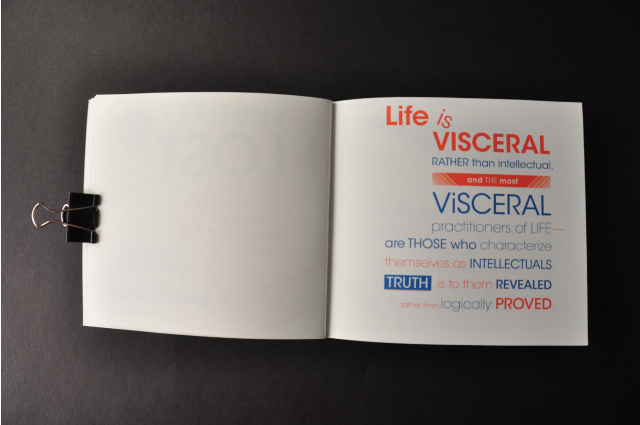 Life is
VISCERAL
RATHER than intellectual.
and THE most
ViSCERAL
practitioners of LIFE—
are THOSE who characterize
themselves as INTELLECTUALS
TRUTH is to them REVEALED
rather than logically PROVED.